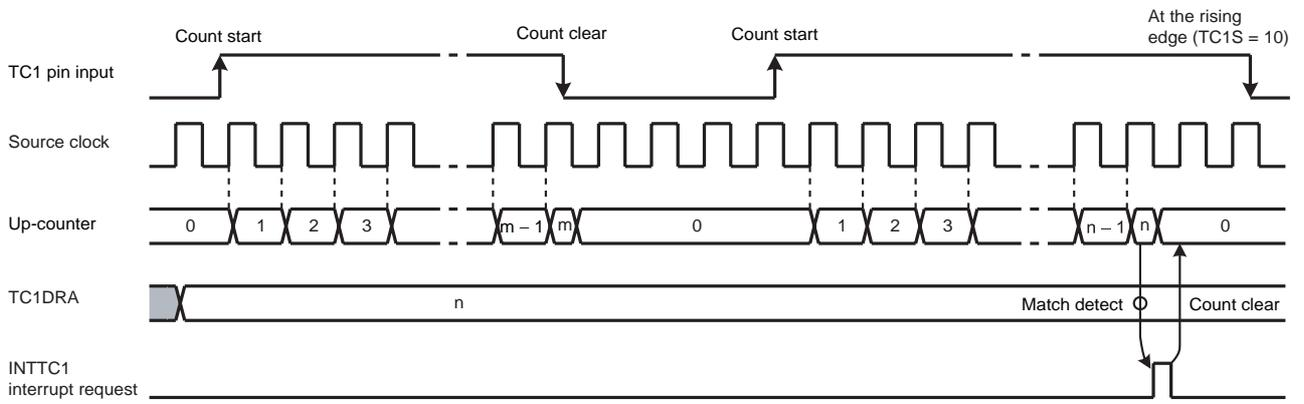 At the rising
edge (TC1S = 10)
Count start
Count clear
Count start
TC1 pin input
Source clock
Up-counter
0 1 2 3 m – 1 m 0 1 2 3 n – 1 n 0
TC1DRA
n
Match detect
Count clear
INTTC1
interrupt request